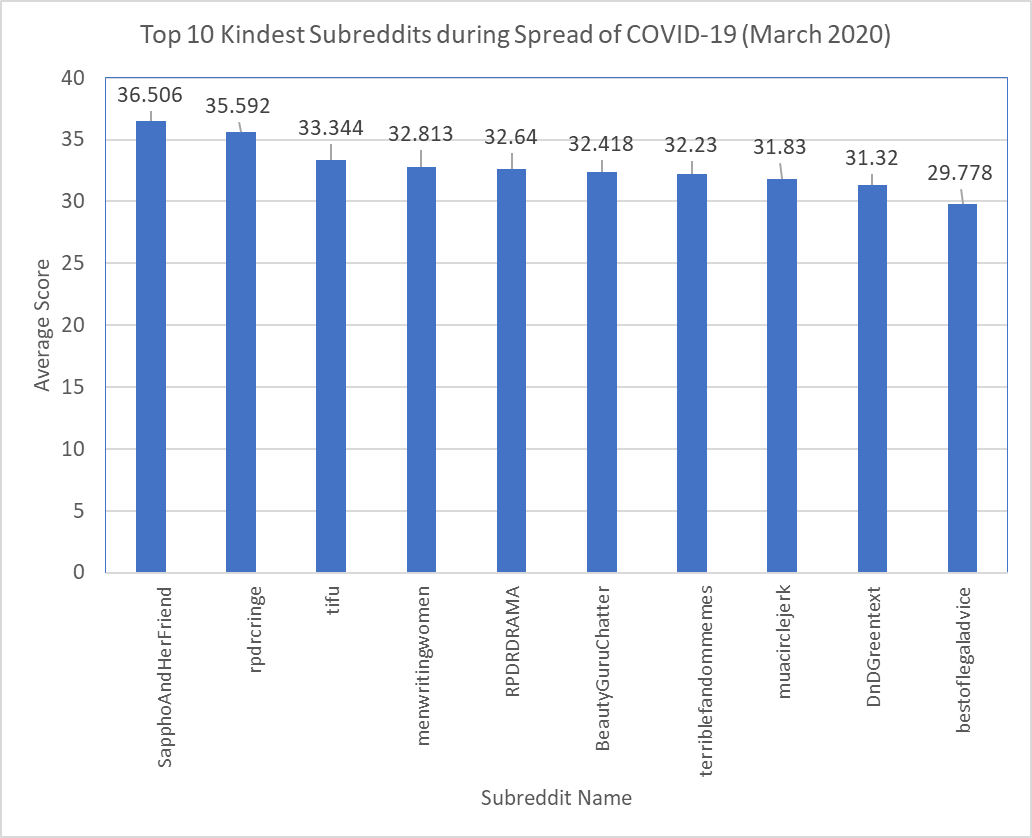 Top 10 Kindest Subreddits during Spread of COVID-19 (March 2020)
40
35
30
25
20
15
10
5
0
Average Score
36.506
35.592
33.344
32.813
32.64
32.418
32.23
31.83
31.32
29.778
SapphoAndHerFriend
rpdrcringe
tifu
menwritingwomen
RPDRDRAMA
BeautyGuruChatter
terriblefandommemes
muacirclejerk
DnDGreentext
bestoflegaladvice
Subreddit Name